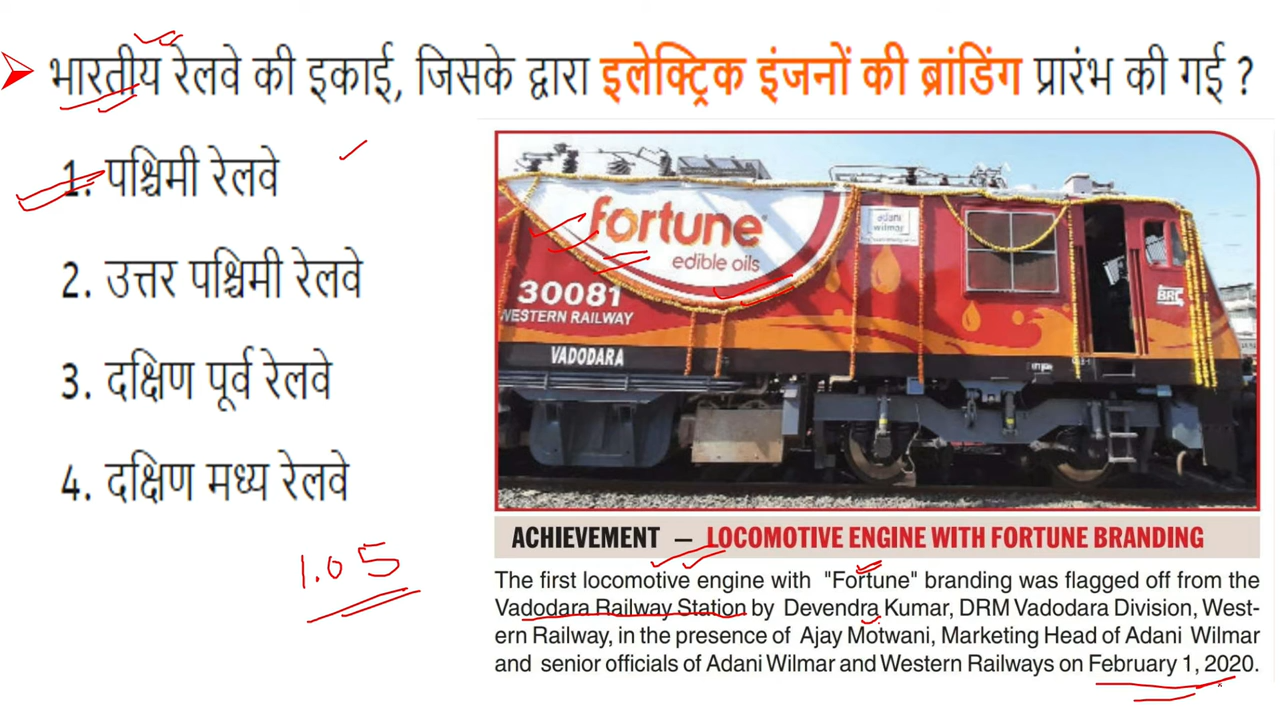 भारतीय रेलवे की इकाई, जिसके द्वारा इलेक्ट्रिक इंजनों की ब्रांडिंग प्रारंभ की गई ?
1. पश्चिमी रेलवे
2. उत्तर पश्चिमी रेलवे
3. दक्षिण पूर्व रेलवे
4. दक्षिण मध्य रेलवे
1.05
fortune
edible oils
adani
wilmar
30081
WESTERN RAILWAY
VADODARA
BRC
ACHIEVEMENT — LOCOMOTIVE ENGINE WITH FORTUNE BRANDING
The first locomotive engine with "Fortune" branding was flagged off from the
Vadodara Railway Station by Devendra Kumar, DRM Vadodara Division, West-
ern Railway, in the presence of Ajay Motwani, Marketing Head of Adani Wilmar
and senior officials of Adani Wilmar and Western Railways on February 1, 2020.